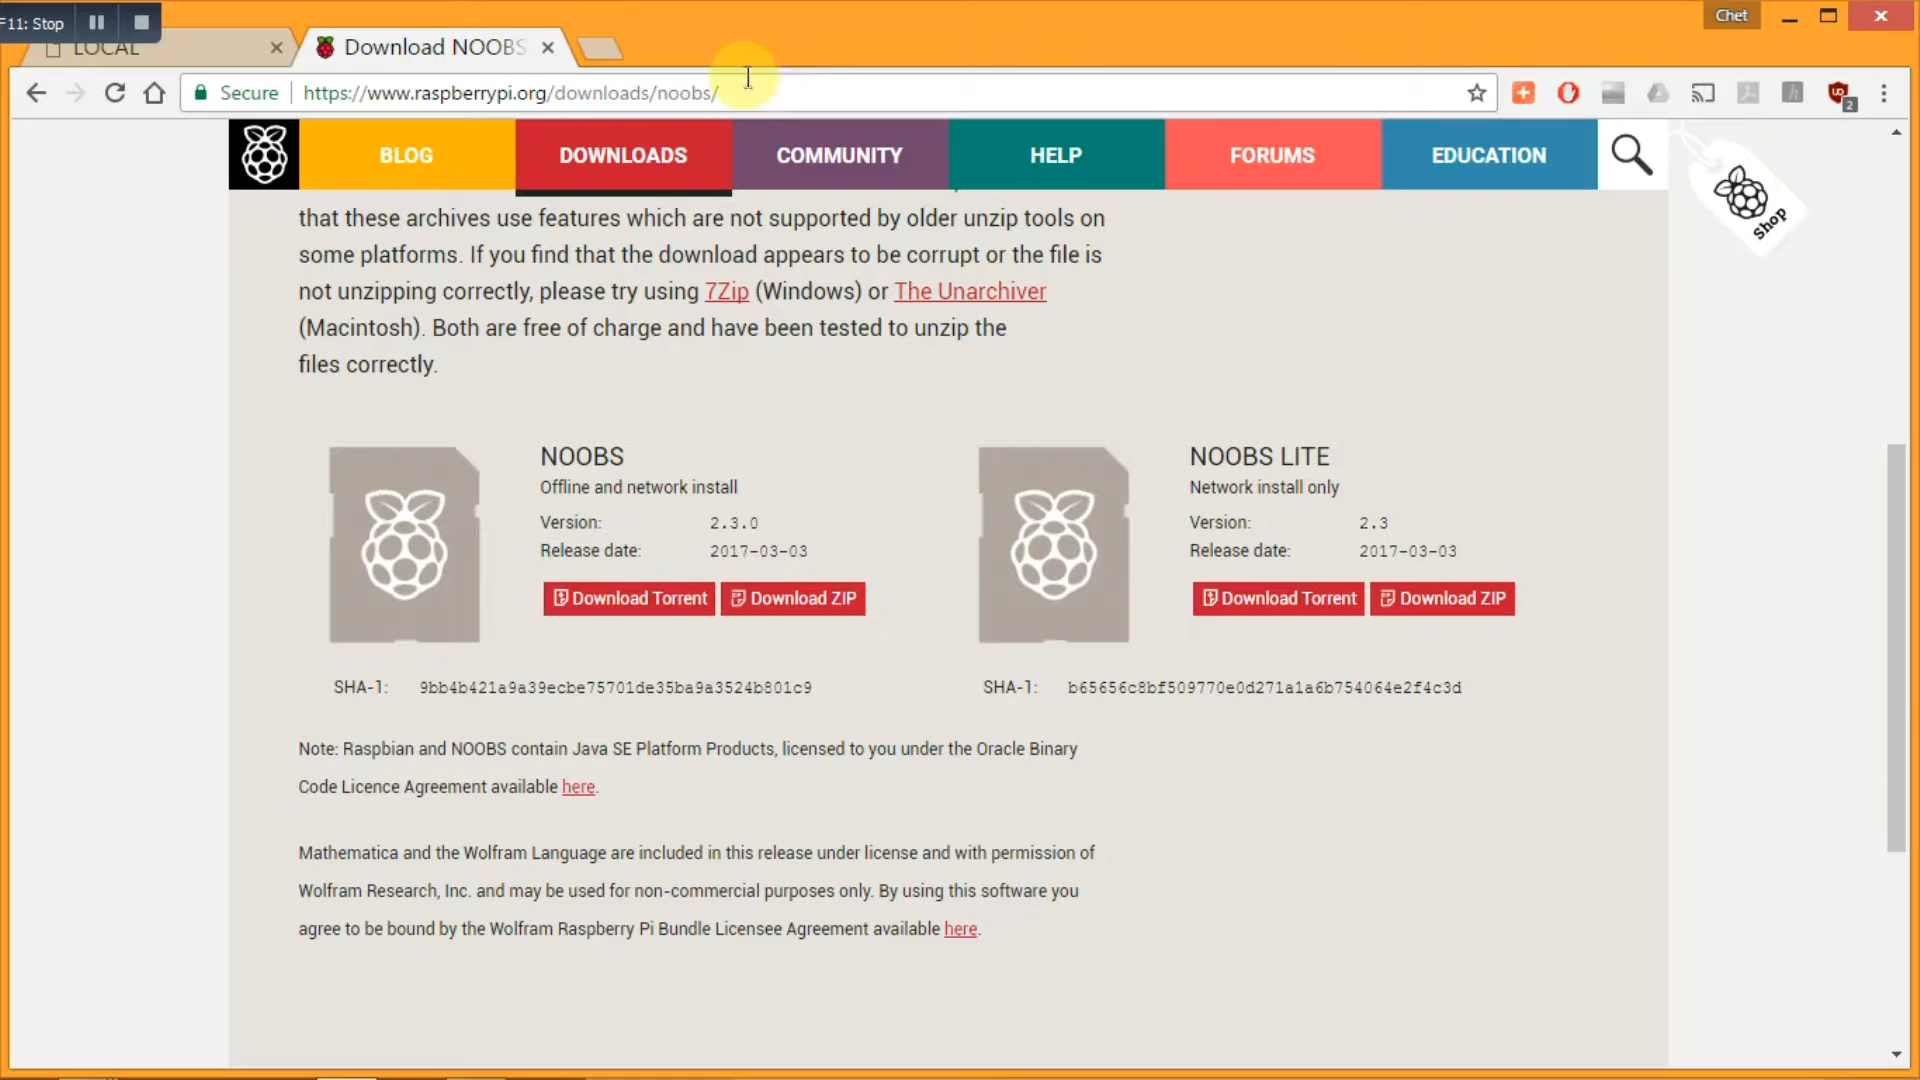 F11: Stop
Chet
LOCAL
Download NOOBS
Secure
https://www.raspberrypi.org/downloads/noobs/
2
BLOG
DOWNLOADS
COMMUNITY
HELP
FORUMS
EDUCATION
Shop
that these archives use features which are not supported by older unzip tools on
some platforms. If you find that the download appears to be corrupt or the file is
not unzipping correctly, please try using 7Zip (Windows) or The Unarchiver
(Macintosh). Both are free of charge and have been tested to unzip the
files correctly.
NOOBS
Offline and network install
Version: 2.3.0
Release date: 2017-03-03
Download Torrent Download ZIP
SHA-1: 9bb4b421a9a39ecbe75701de35ba9a3524b801c9
NOOBS LITE
Network install only
Version: 2.3
Release date: 2017-03-03
Download Torrent Download ZIP
SHA-1: b65656c8bf509770e0d271a1a6b754064e2f4c3d
Note: Raspbian and NOOBS contain Java SE Platform Products, licensed to you under the Oracle Binary
Code Licence Agreement available here.
Mathematica and the Wolfram Language are included in this release under license and with permission of
Wolfram Research, Inc. and may be used for non-commercial purposes only. By using this software you
agree to be bound by the Wolfram Raspberry Pi Bundle Licensee Agreement available here.